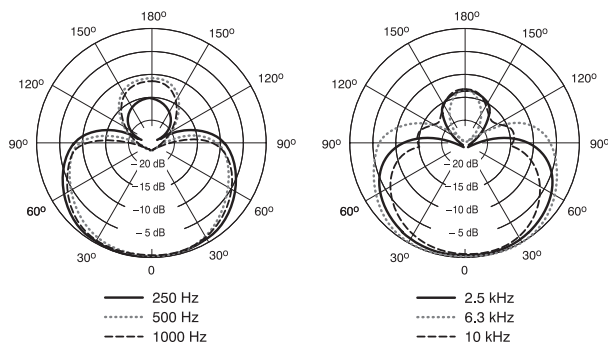 180°
150°
150°
120°
120°
90°
90°
60°
60°
30°
30°
0
– 20 dB
– 15 dB
– 10 dB
– 5 dB
250 Hz
500 Hz
1000 Hz
180°
150°
150°
120°
120°
90°
90°
60°
60°
30°
30°
0
– 20 dB
– 15 dB
– 10 dB
– 5 dB
2.5 kHz
6.3 kHz
10 kHz